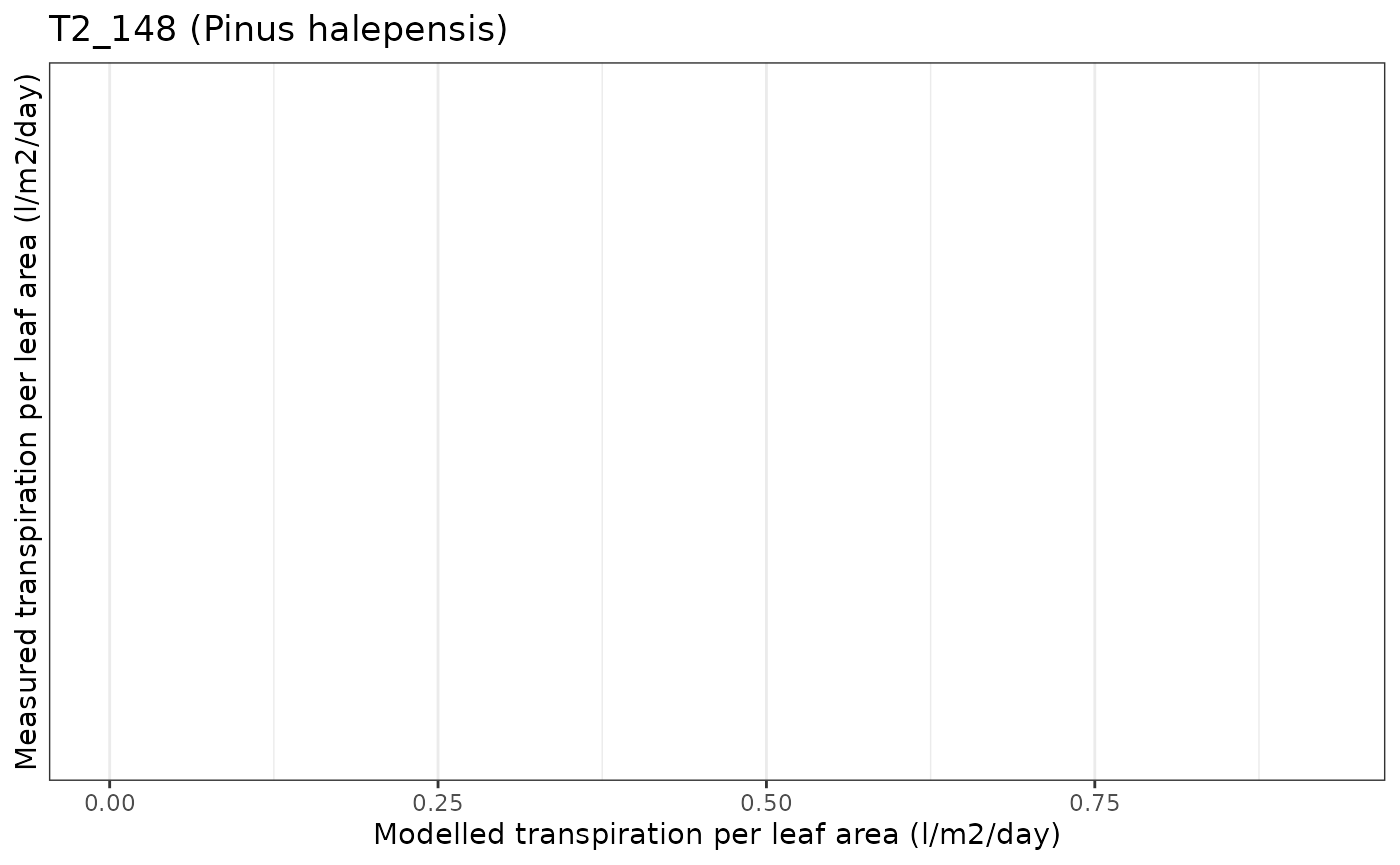 T2_148 (Pinus halepensis)
Measured transpiration per leaf area (l/m2/day)
0.00 0.25 0.50 0.75
Modelled transpiration per leaf area (l/m2/day)